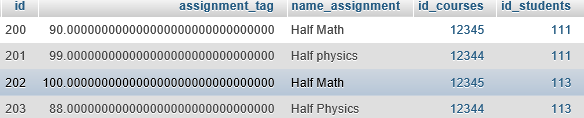 id assignment_tag name_assignment id_courses id_students
200 90.000000000000000000000000000000 Half Math 12345 111
201 99.000000000000000000000000000000 Half physics 12344 111
202 100.000000000000000000000000000000 Half Math 12345 113
203 88.000000000000000000000000000000 Half Physics 12344 113